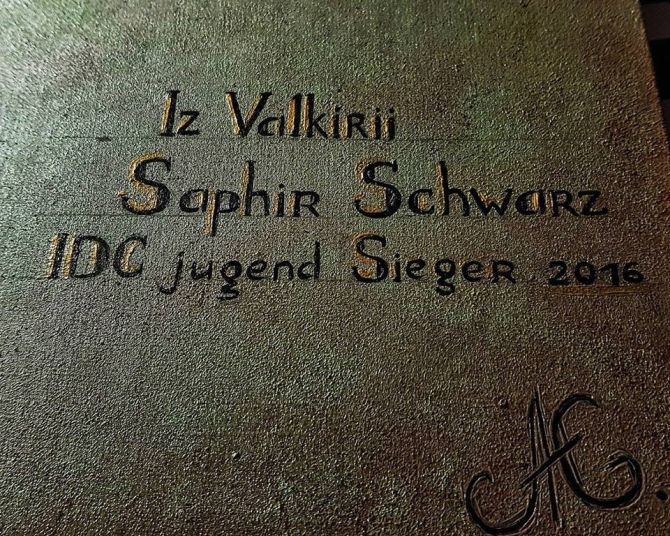 Iz Valkirii
Saphir Schwarz
IDC jugend Sieger 2016